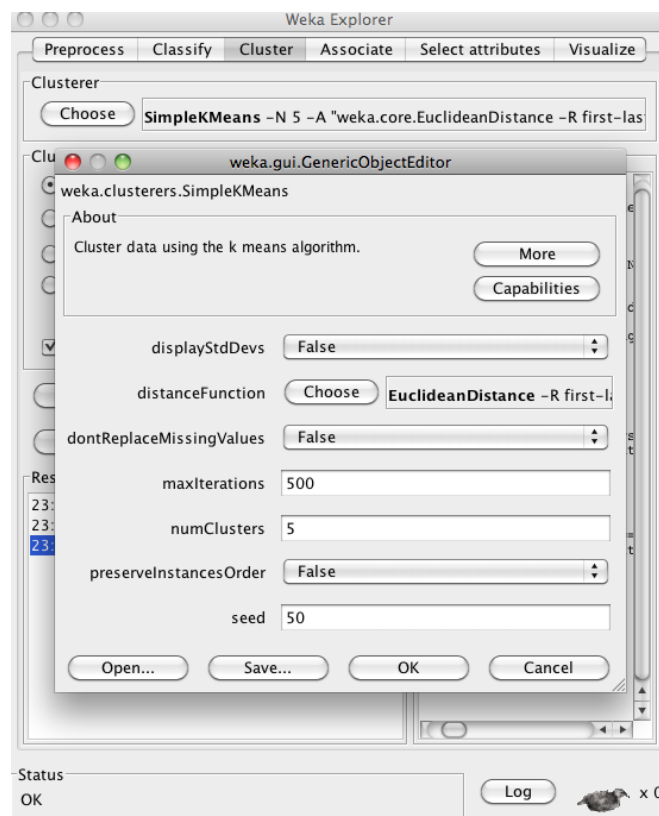 Weka Explorer
Preprocess Classify Cluster Associate Select attributes Visualize
Clusterer
Choose SimpleKMeans -N 5 -A "weka.core.EuclideanDistance -R first-las
Clu
weka.gui.GenericObjectEditor
weka.clusterers.SimpleKMeans
About
Cluster data using the k means algorithm.
More
Capabilities
displayStdDevs False
distanceFunction Choose EuclideanDistance -R first-la
dontReplaceMissingValues False
maxIterations 500
numClusters 5
preserveInstancesOrder False
seed 50
Open... Save... OK Cancel
Res
23:
23:
23:
Status
OK
Log x 0